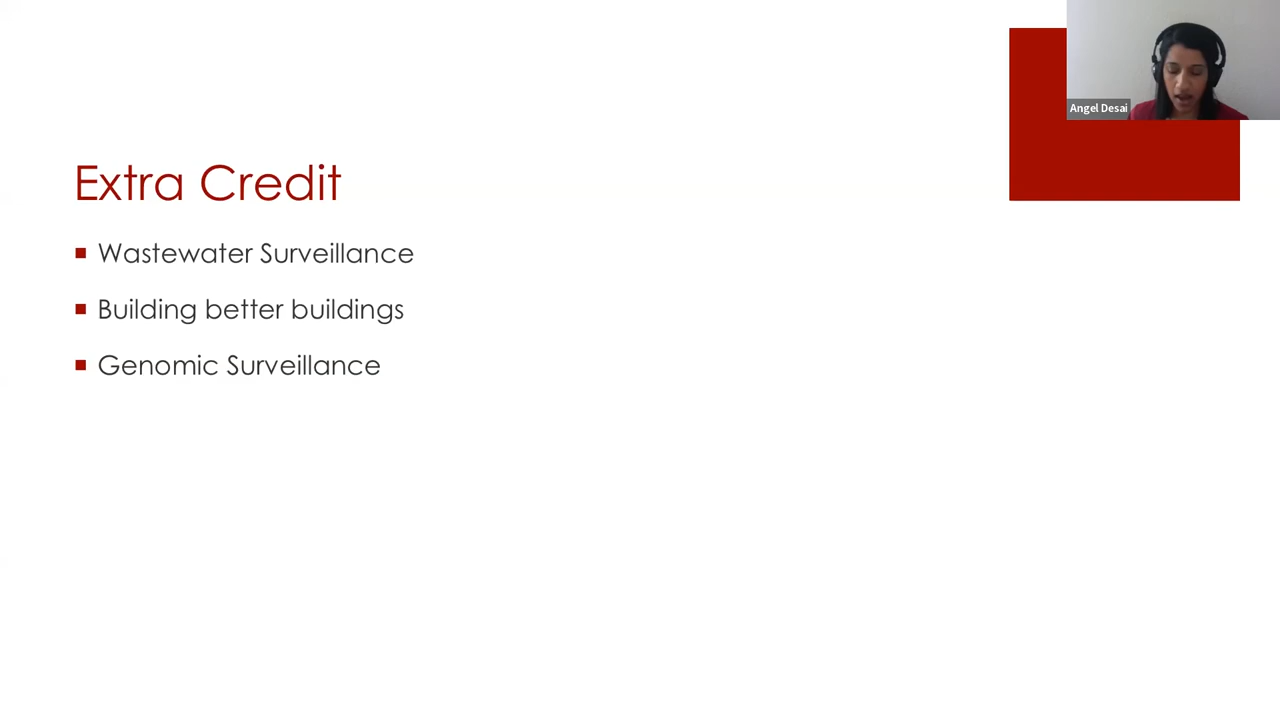 Angel Desai
Extra Credit
Wastewater Surveillance
Building better buildings
Genomic Surveillance